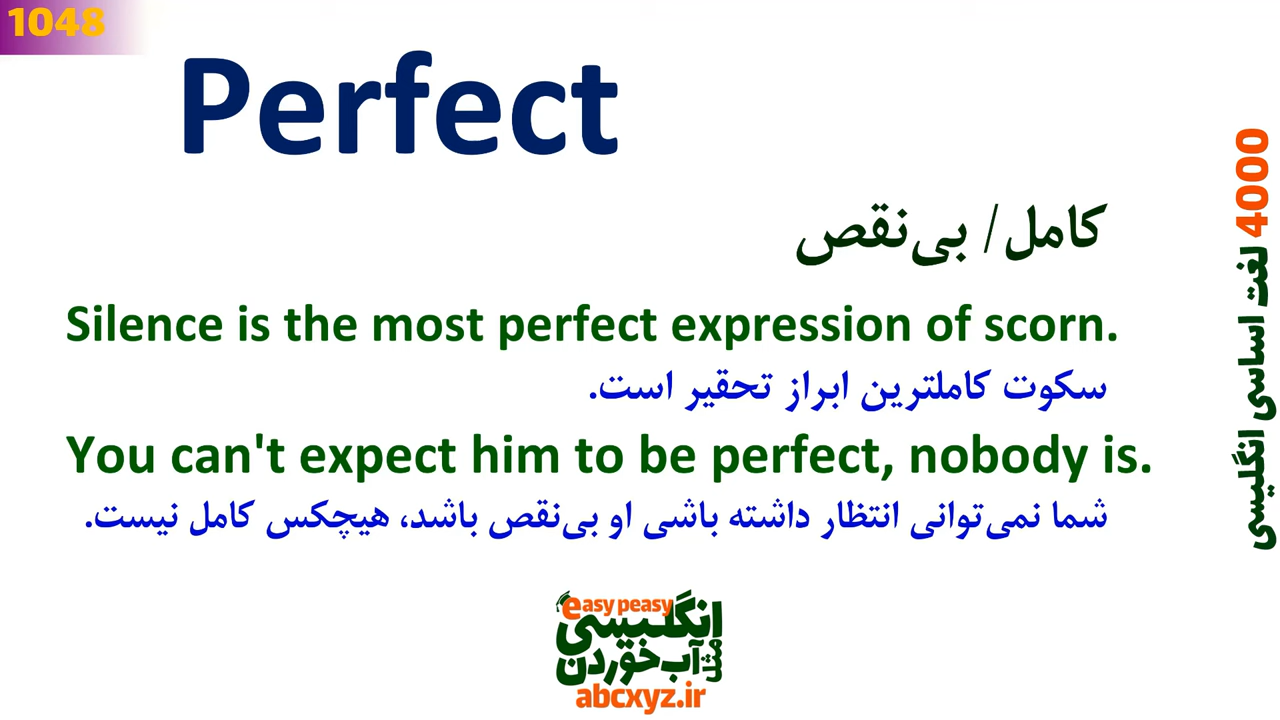 1048
Perfect
کامل/ بی‌نقص
Silence is the most perfect expression of scorn.
سکوت کاملترین ابراز تحقیر است.
You can't expect him to be perfect, nobody is.
شما نمی‌توانی انتظار داشته باشی او بی‌نقص باشد، هیچکس کامل نیست.
4000 لغت اساسی انگلیسی
easy peasy
انگلیسی
مثل آب خوردن
abcxyz.ir